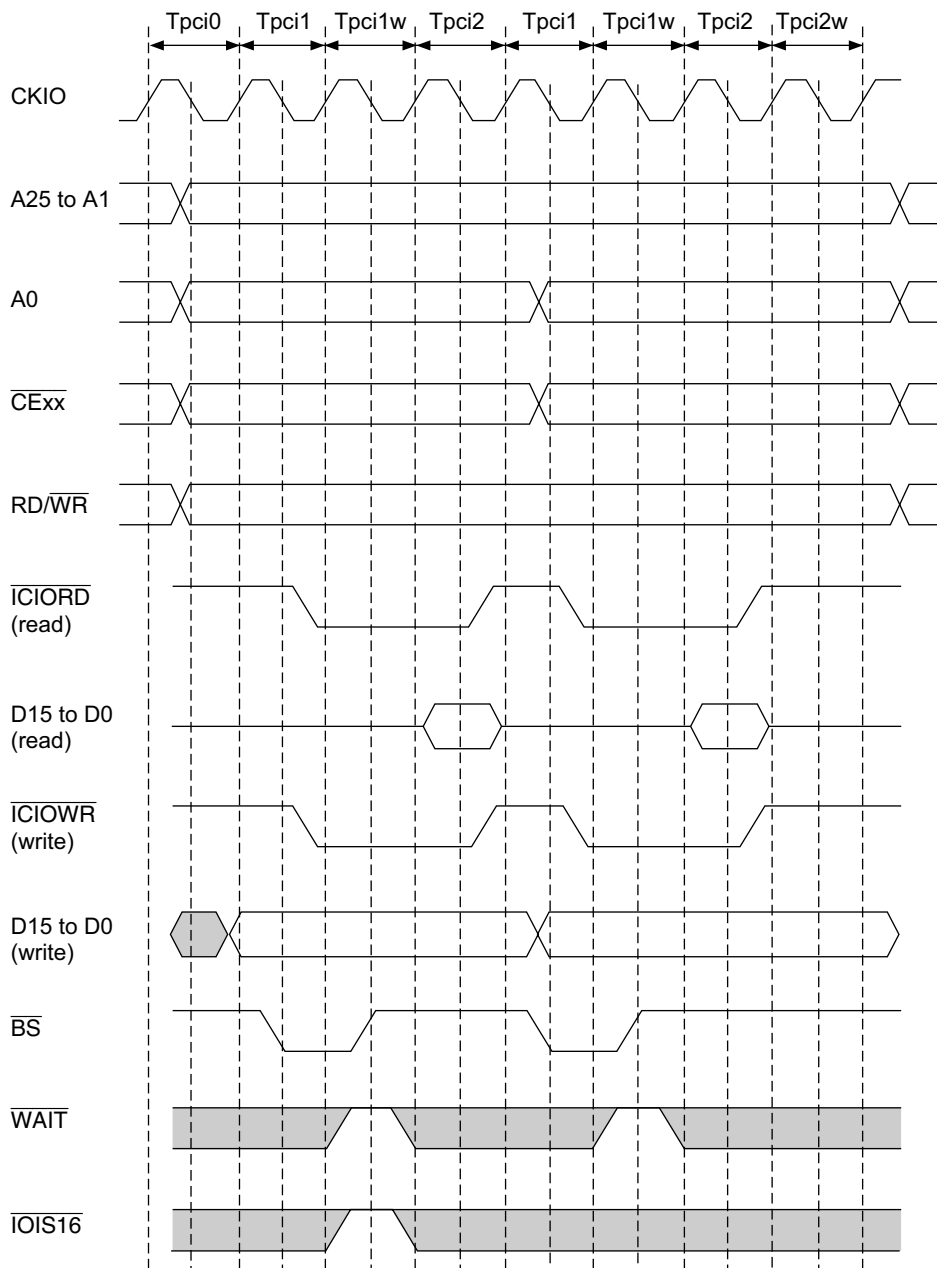 Tpci0 Tpci1 Tpci1w Tpci2 Tpci1 Tpci1w Tpci2 Tpci2w
CKIO
A25 to A1
A0
CExx
RD/WR
ICIORD
(read)
D15 to D0
(read)
ICIOWR
(write)
D15 to D0
(write)
BS
WAIT
IOIS16